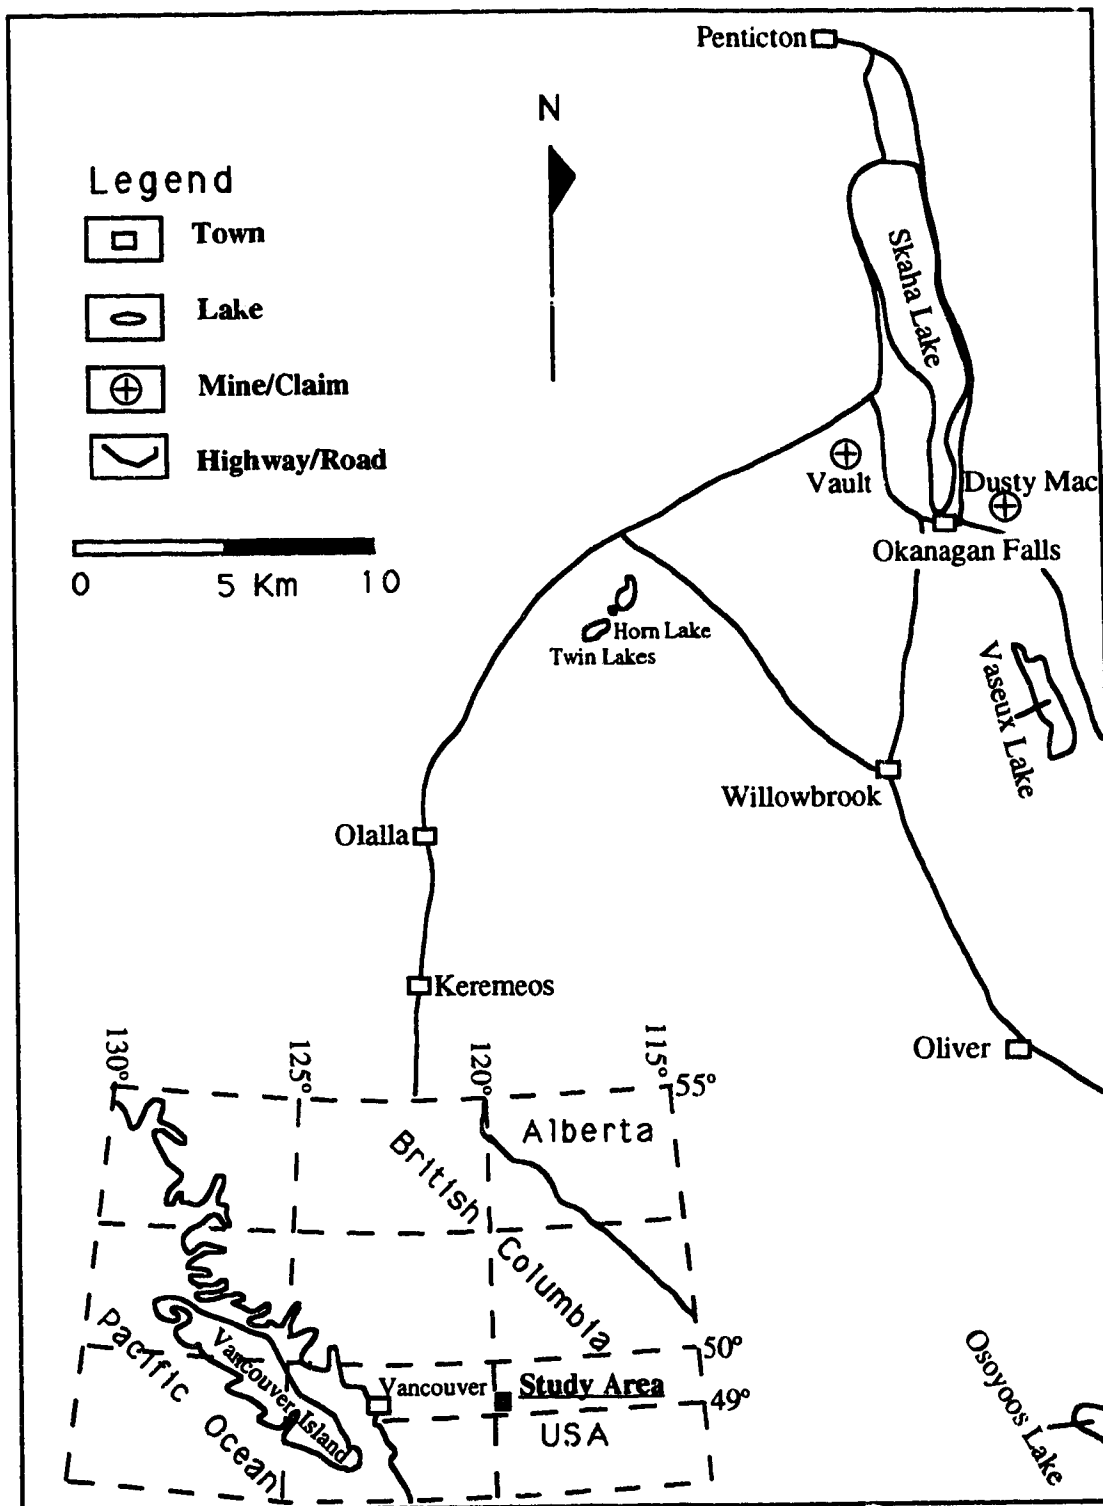 Penticton
N
Legend
Town
Lake
Mine/Claim
Highway/Road
0 5 Km 10
Skaha Lake
Vault
Dusty Mac
Okanagan Falls
Horn Lake
Twin Lakes
Vaseux Lake
Willowbrook
Olalla
Keremeos
Oliver
130° 125° 120° 115°
55°
Alberta
British
Columbia
50°
Pacific
Ocean
Vancouver Island
Vancouver
Study Area
49°
USA
Osoyoos Lake